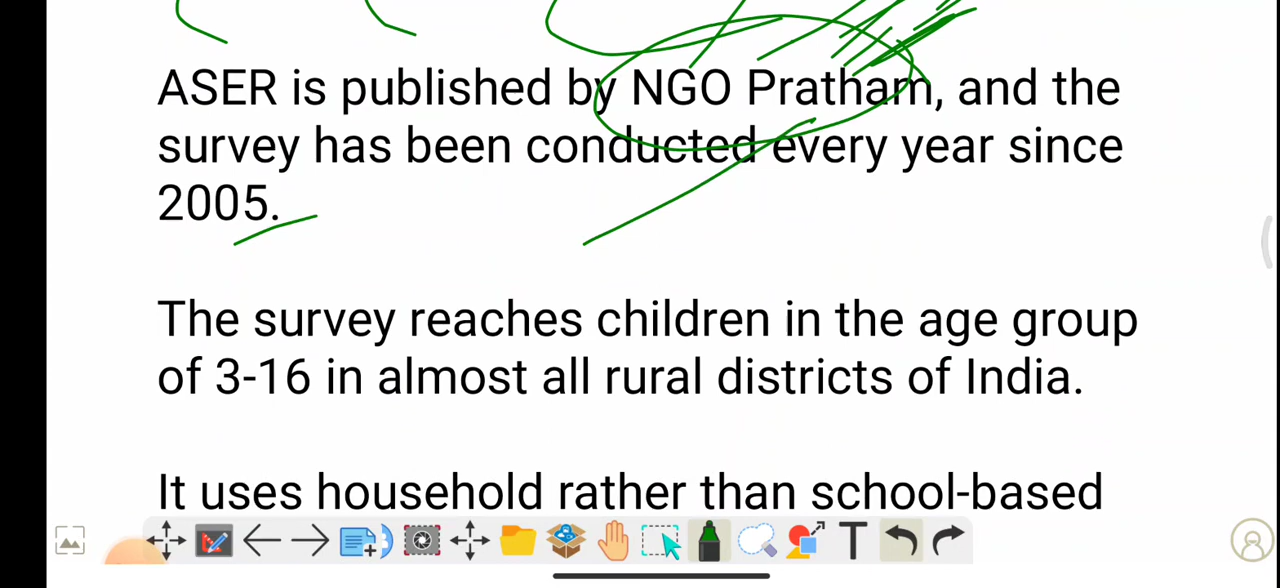 ASER is published by NGO Pratham, and the
survey has been conducted every year since
2005.
The survey reaches children in the age group
of 3-16 in almost all rural districts of India.
It uses household rather than school-based
T